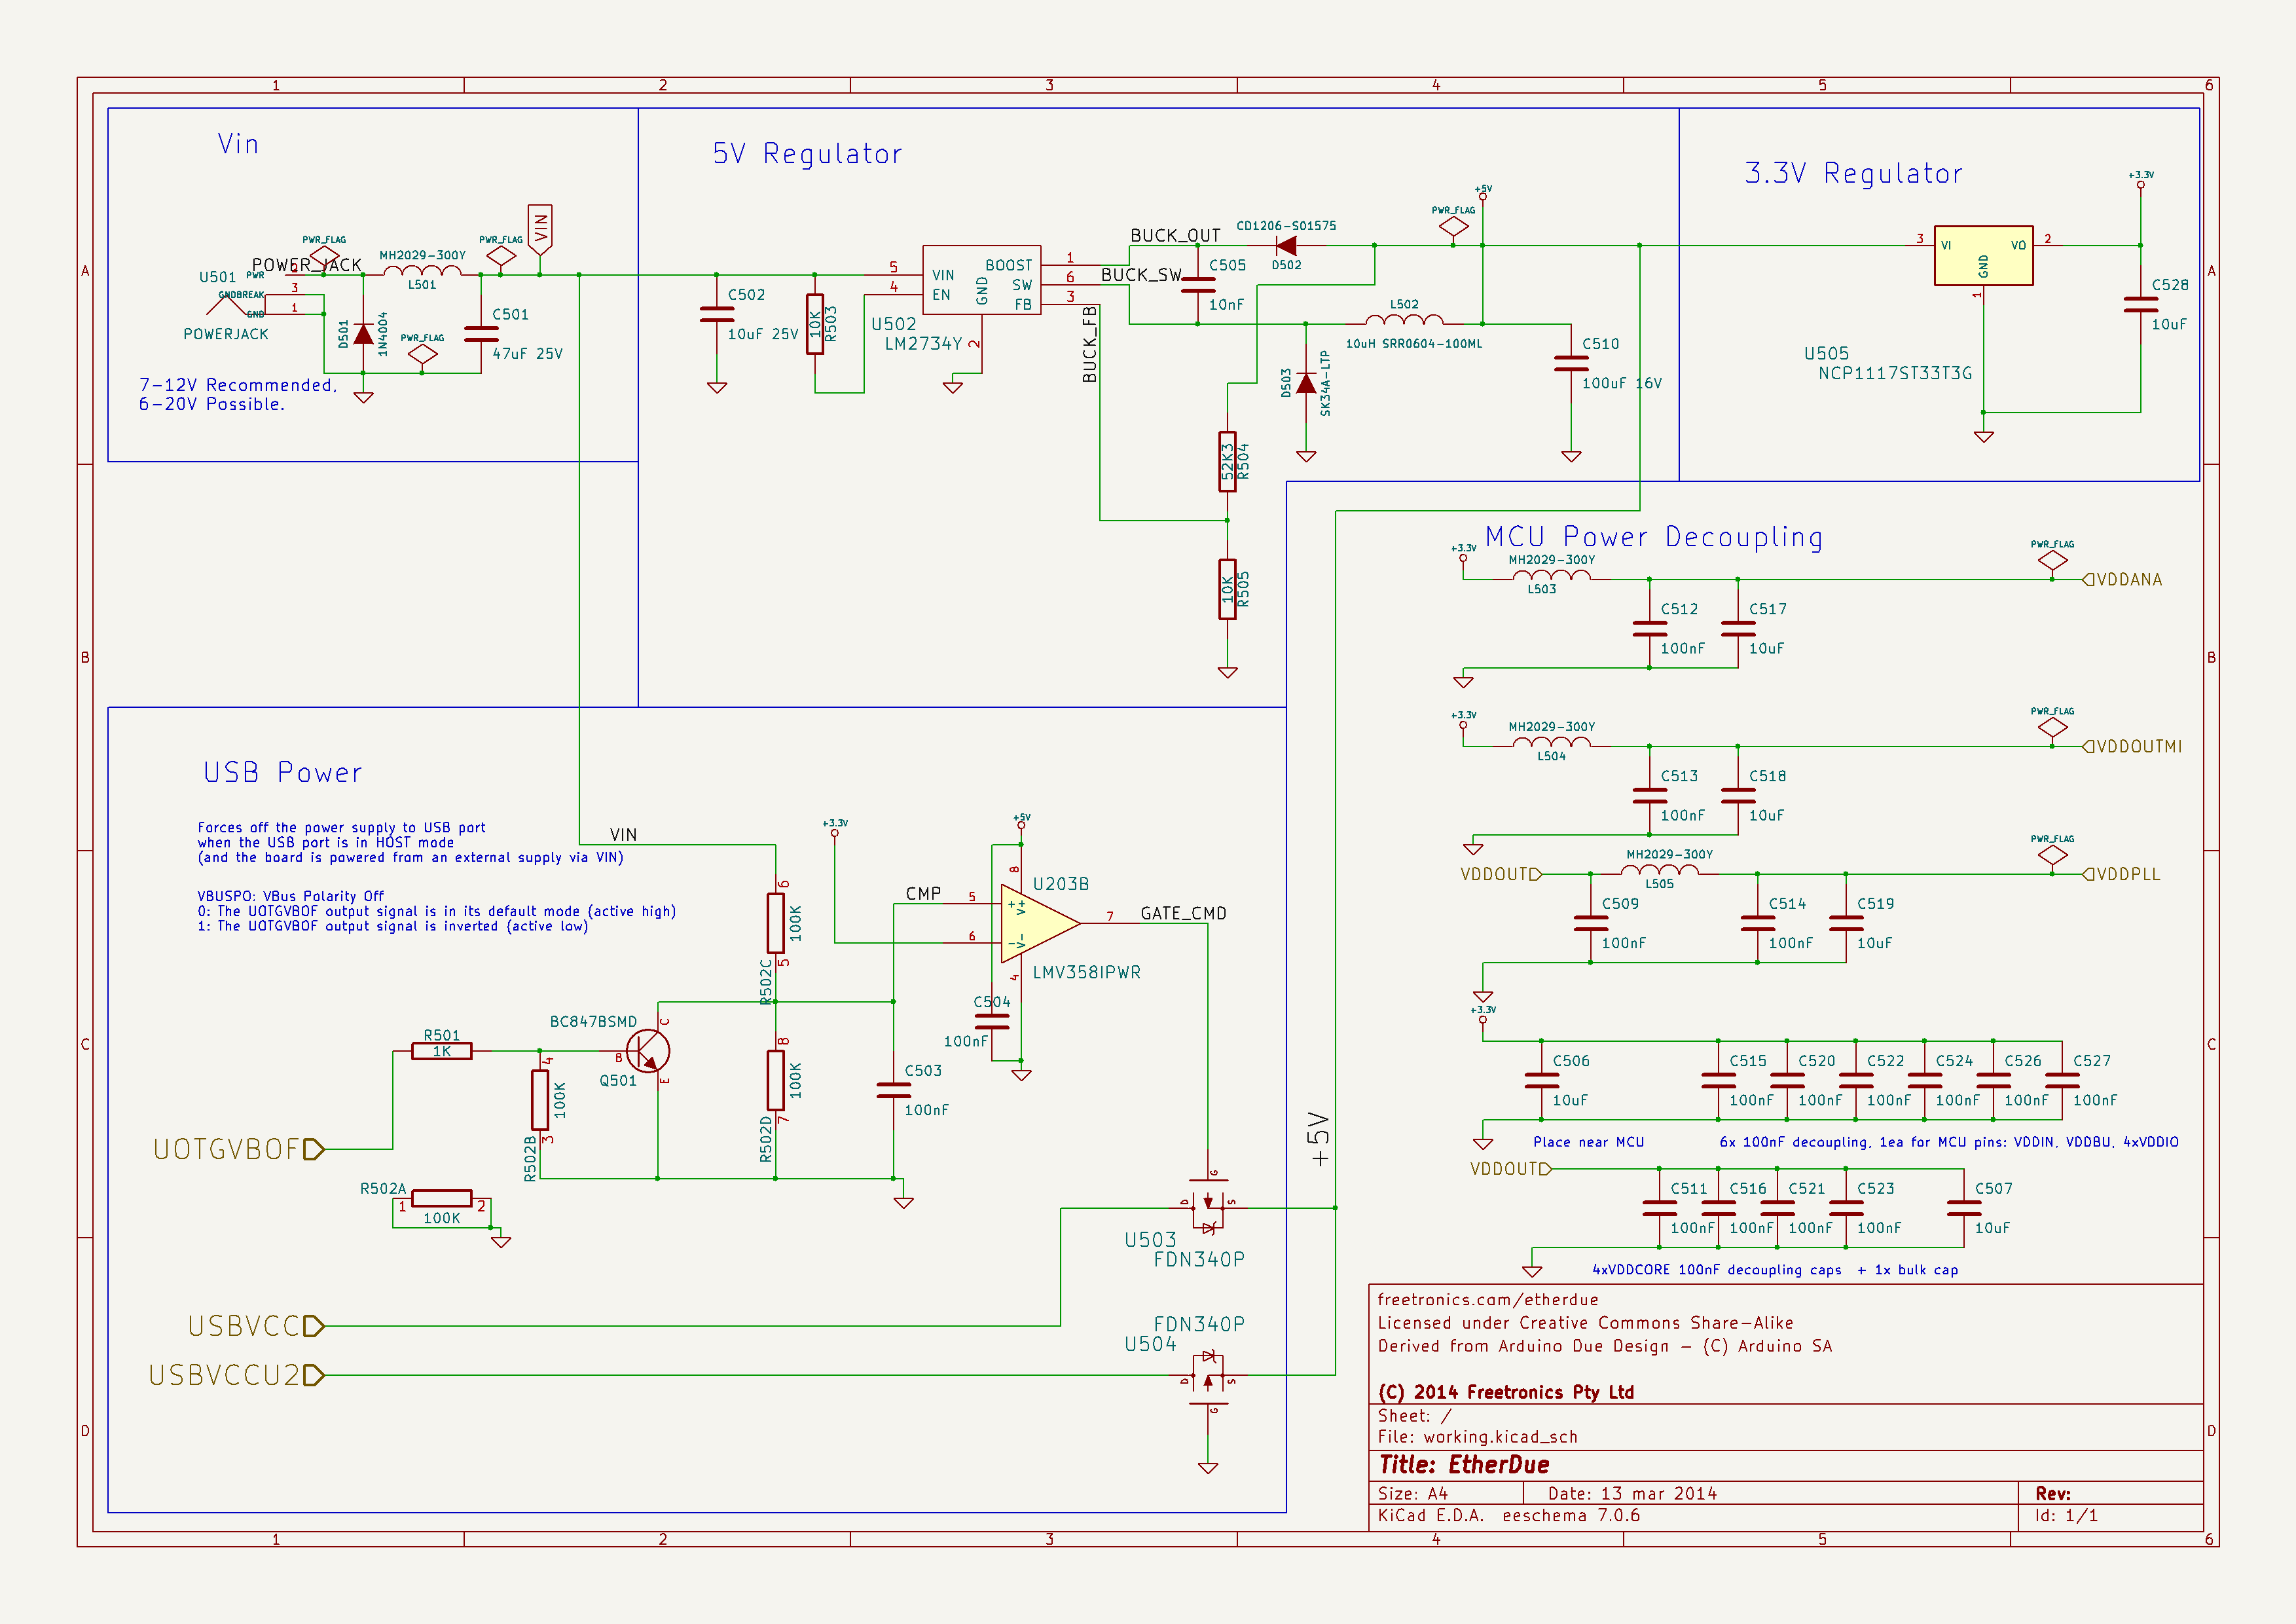 1 2 3 4 5 6
A
B
C
D
Vin
PWR_FLAG
POWER_JACK
U501
PWR
2
GNDBREAK
3
GND
1
POWERJACK
D501
1N4004
PWR_FLAG
MH2029-300Y
L501
PWR_FLAG
VIN
C501
47uF 25V
7-12V Recommended,
6-20V Possible.
5V Regulator
C502
10uF 25V
10K
R503
5
4
VIN
EN
GND
BOOST
SW
FB
1
6
3
2
U502
LM2734Y
BUCK_OUT
BUCK_SW
BUCK_FB
C505
10nF
CD1206-S01575
D502
PWR_FLAG
+5V
L502
10uH SRR0604-100ML
D503
SK34A-LTP
C510
100uF 16V
52K3
R504
10K
R505
3.3V Regulator
3
VI
VO
2
GND
1
U505
NCP1117ST33T3G
+3.3V
C528
10uF
MCU Power Decoupling
+3.3V
MH2029-300Y
L503
C512
100nF
C517
10uF
PWR_FLAG
VDDANA
+3.3V
MH2029-300Y
L504
C513
100nF
C518
10uF
PWR_FLAG
VDDOUTMI
VDDOUT
MH2029-300Y
L505
C509
100nF
C514
100nF
C519
10uF
PWR_FLAG
VDDPLL
+3.3V
C506
10uF
C515
100nF
C520
100nF
C522
100nF
C524
100nF
C526
100nF
C527
100nF
Place near MCU
6x 100nF decoupling, 1ea for MCU pins: VDDIN, VDDBU, 4xVDDIO
VDDOUT
C511
100nF
C516
100nF
C521
100nF
C523
100nF
C507
10uF
4xVDDCORE 100nF decoupling caps + 1x bulk cap
USB Power
Forces off the power supply to USB port
when the USB port is in HOST mode
(and the board is powered from an external supply via VIN)
VBUSPO: VBus Polarity Off
0: The UOTGVBOF output signal is in its default mode (active high)
1: The UOTGVBOF output signal is inverted (active low)
VIN
6
100K
5
R502C
8
100K
7
R502D
+3.3V
+5V
CMP
5
6
8
4
7
V+
V-
U203B
LMV358IPWR
GATE_CMD
C504
100nF
C503
100nF
BC847BSMD
C
B
E
Q501
R501
1K
4
100K
3
R502B
UOTGVBOF
R502A
1
2
100K
+5V
G
D
S
U503
FDN340P
USBVCC
FDN340P
U504
D
S
G
USBVCCU2
freetronics.com/etherdue
Licensed under Creative Commons Share-Alike
Derived from Arduino Due Design - (C) Arduino SA
(C) 2014 Freetronics Pty Ltd
Sheet: /
File: working.kicad_sch
Title: EtherDue
Size: A4
Date: 13 mar 2014
Rev:
KiCad E.D.A. eeschema 7.0.6
Id: 1/1
A
B
C
D
1 2 3 4 5 6